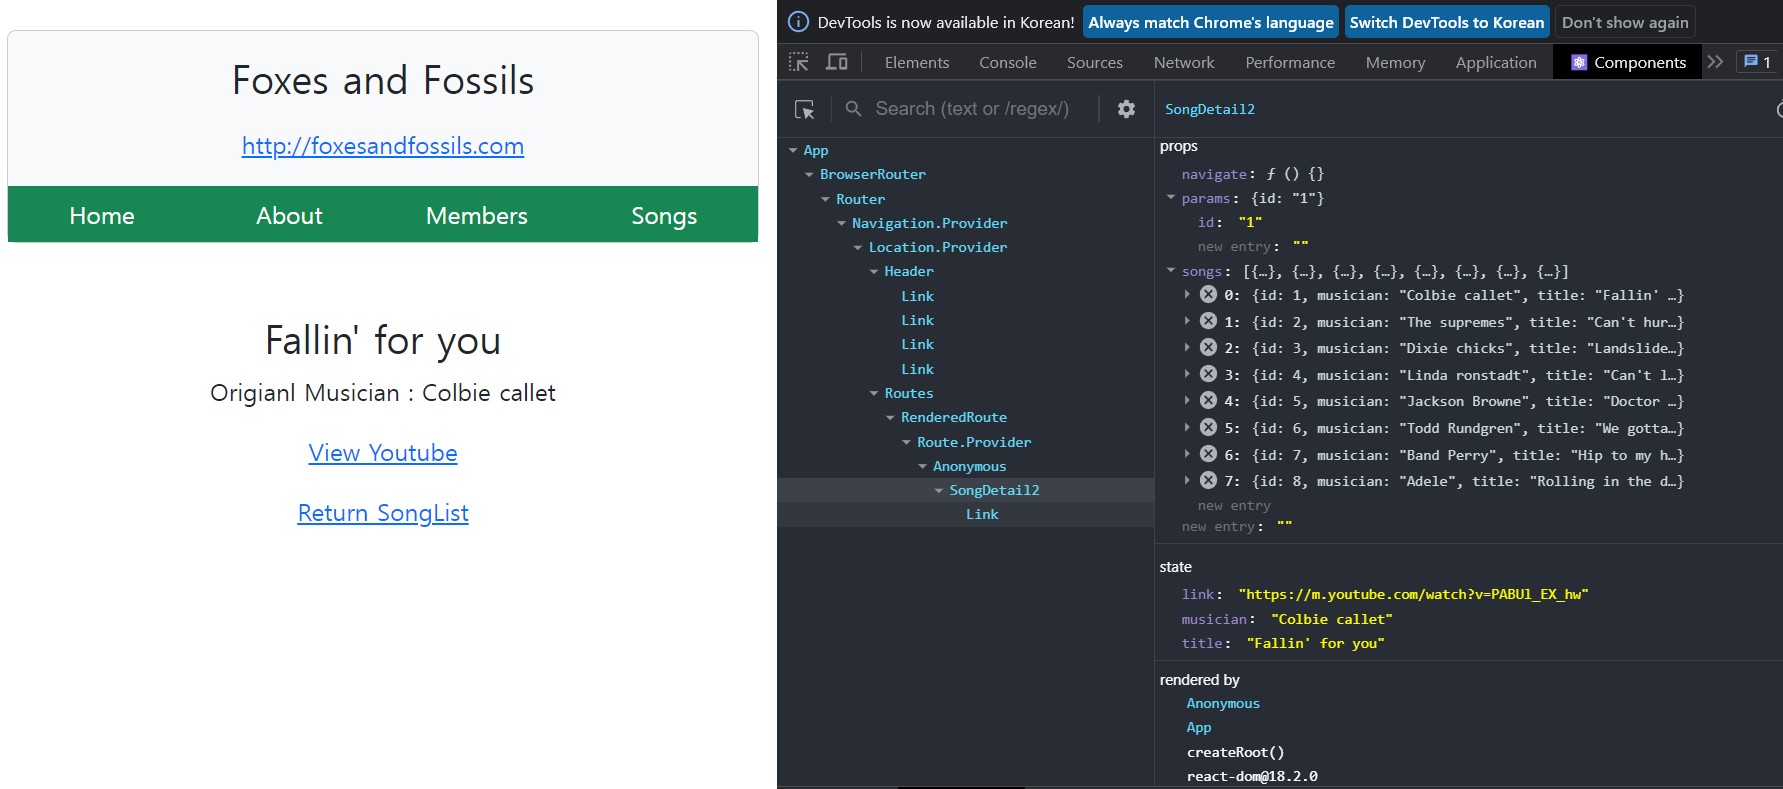 Foxes and Fossils
http://foxesandfossils.com
Home About Members Songs
Fallin' for you
Origianl Musician : Colbie callet
View Youtube
Return SongList
DevTools is now available in Korean! Always match Chrome's language Switch DevTools to Korean Don't show again
Elements Console Sources Network Performance Memory Application Components 1
Search (text or /regex/)
App
BrowserRouter
Router
Navigation.Provider
Location.Provider
Header
Link
Link
Link
Link
Routes
RenderedRoute
Route.Provider
Anonymous
SongDetail2
Link
SongDetail2
props
navigate: ƒ () {}
params: {id: "1"}
id: "1"
new entry: ""
songs: [{…}, {…}, {…}, {…}, {…}, {…}, {…}, {…}]
0: {id: 1, musician: "Colbie callet", title: "Fallin' …}
1: {id: 2, musician: "The supremes", title: "Can't hur…}
2: {id: 3, musician: "Dixie chicks", title: "Landslide…}
3: {id: 4, musician: "Linda ronstadt", title: "Can't l…}
4: {id: 5, musician: "Jackson Browne", title: "Doctor …}
5: {id: 6, musician: "Todd Rundgren", title: "We gotta…}
6: {id: 7, musician: "Band Perry", title: "Hip to my h…}
7: {id: 8, musician: "Adele", title: "Rolling in the d…}
new entry
new entry: ""
state
link: "https://m.youtube.com/watch?v=PABUl_EX_hw"
musician: "Colbie callet"
title: "Fallin' for you"
rendered by
Anonymous
App
createRoot()
react-dom@18.2.0